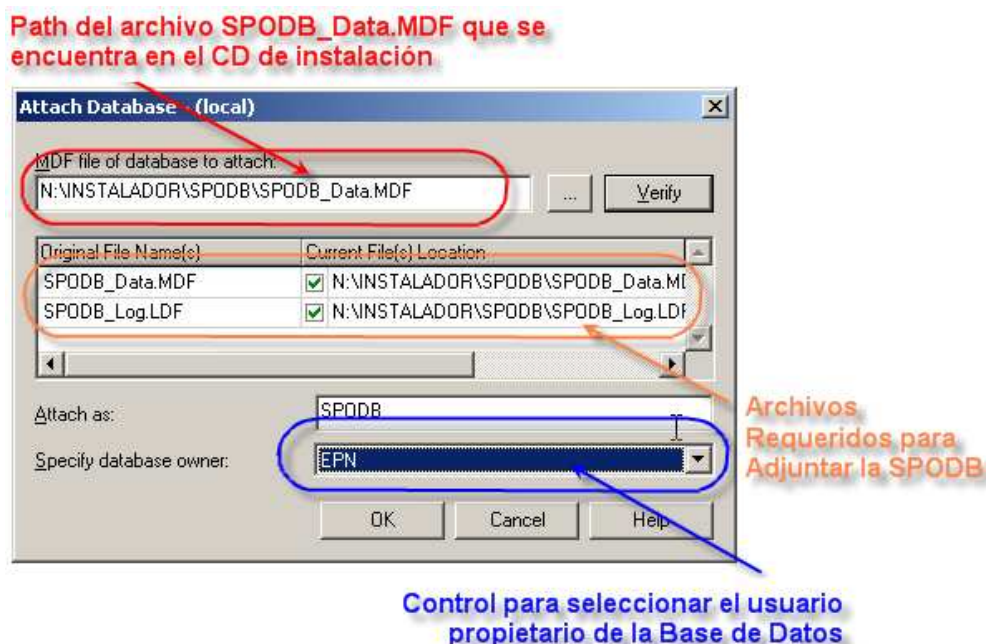 Path del archivo SPODB_Data.MDF que se
encuentra en el CD de instalación
Attach Database - (local)
MDF file of database to attach:
N:\INSTALADOR\SPODB\SPODB_Data.MDF
...
Verify
Original File Name(s) Current File(s) Location
SPODB_Data.MDF N:\INSTALADOR\SPODB\SPODB_Data.MD
SPODB_Log.LDF N:\INSTALADOR\SPODB\SPODB_Log.LDF
Attach as: SPODB
Specify database owner: EPN
OK Cancel Help
Archivos
Requeridos para
Adjuntar la SPODB
Control para seleccionar el usuario
propietario de la Base de Datos